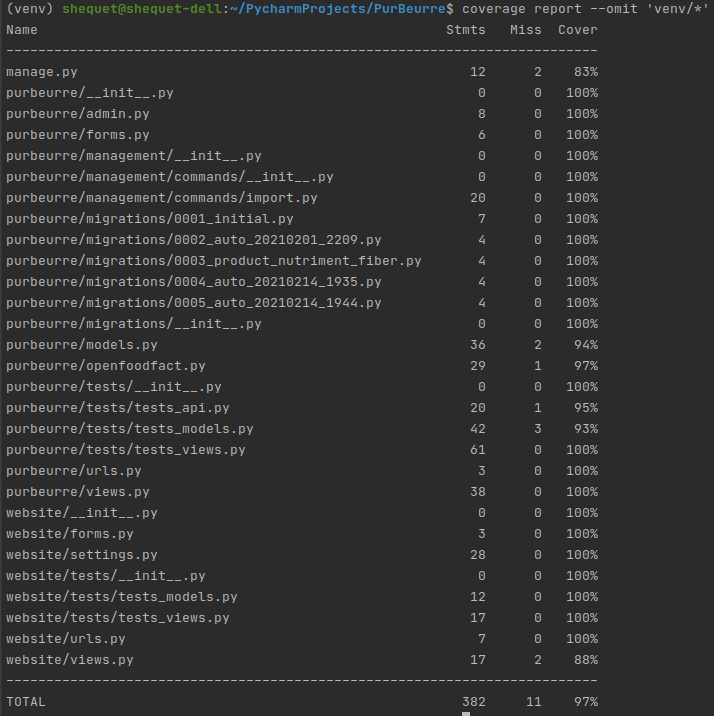 (venv) shequet@shequet-dell:~/PycharmProjects/PurBeurre$ coverage report --omit 'venv/*'
Name Stmts Miss Cover
--------------------------------------------------------------------------
manage.py 12 2 83%
purbeurre/__init__.py 0 0 100%
purbeurre/admin.py 8 0 100%
purbeurre/forms.py 6 0 100%
purbeurre/management/__init__.py 0 0 100%
purbeurre/management/commands/__init__.py 0 0 100%
purbeurre/management/commands/import.py 20 0 100%
purbeurre/migrations/0001_initial.py 7 0 100%
purbeurre/migrations/0002_auto_20210201_2209.py 4 0 100%
purbeurre/migrations/0003_product_nutriment_fiber.py 4 0 100%
purbeurre/migrations/0004_auto_20210214_1935.py 4 0 100%
purbeurre/migrations/0005_auto_20210214_1944.py 4 0 100%
purbeurre/migrations/__init__.py 0 0 100%
purbeurre/models.py 36 2 94%
purbeurre/openfoodfact.py 29 1 97%
purbeurre/tests/__init__.py 0 0 100%
purbeurre/tests/tests_api.py 20 1 95%
purbeurre/tests/tests_models.py 42 3 93%
purbeurre/tests/tests_views.py 61 0 100%
purbeurre/urls.py 3 0 100%
purbeurre/views.py 38 0 100%
website/__init__.py 0 0 100%
website/forms.py 3 0 100%
website/settings.py 28 0 100%
website/tests/__init__.py 0 0 100%
website/tests/tests_models.py 12 0 100%
website/tests/tests_views.py 17 0 100%
website/urls.py 7 0 100%
website/views.py 17 2 88%
--------------------------------------------------------------------------
TOTAL 382 11 97%